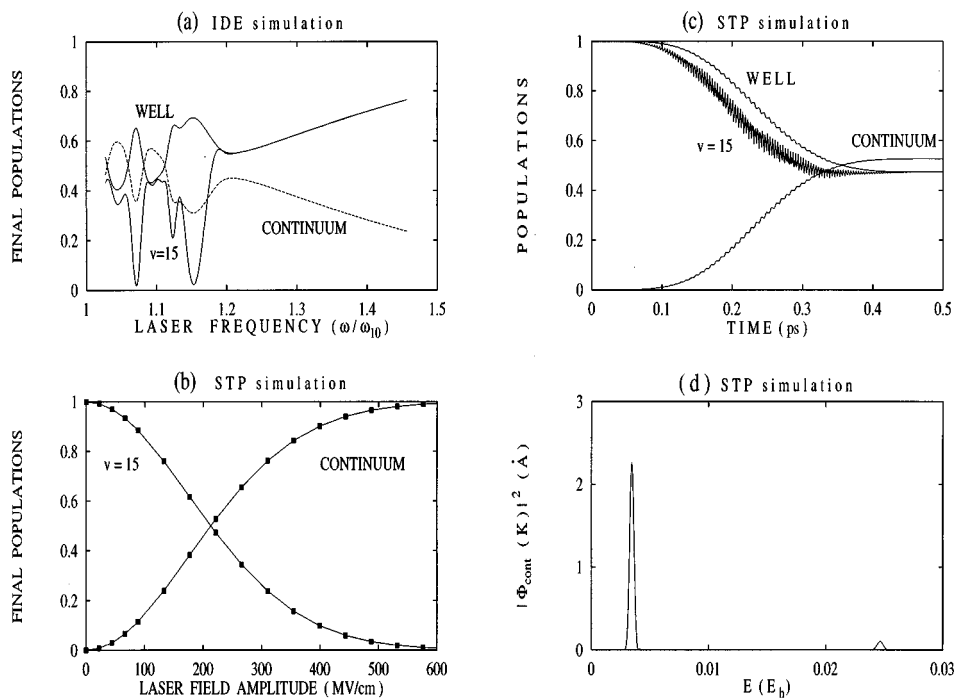 (a) IDE simulation
FINAL POPULATIONS
1
0.8
0.6
0.4
0.2
0
WELL
CONTINUUM
v=15
1 1.1 1.2 1.3 1.4 1.5
LASER FREQUENCY (ω/ω10)
(c) STP simulation
POPULATIONS
1
0.8
0.6
0.4
0.2
0
WELL
CONTINUUM
v = 15
0 0.1 0.2 0.3 0.4 0.5
TIME (ps)
(b) STP simulation
FINAL POPULATIONS
1
0.8
0.6
0.4
0.2
0
v = 15
CONTINUUM
0 100 200 300 400 500 600
LASER FIELD AMPLITUDE (MV/cm)
(d) STP simulation
|Φcont (K)|² (Å)
3
2
1
0
0 0.01 0.02 0.03
E (Eh)